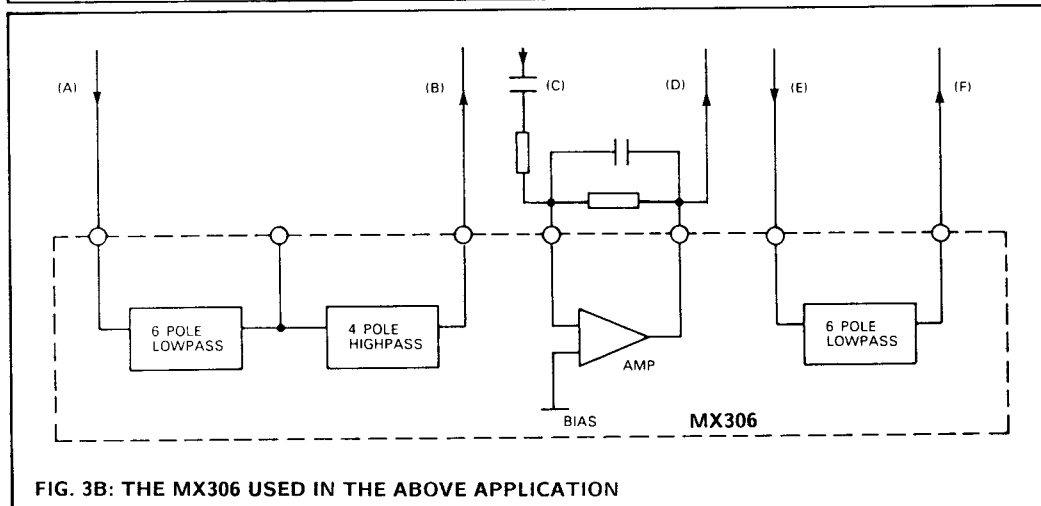 (A)
(B)
(C)
(D)
(E)
(F)
6 POLE
LOWPASS
4 POLE
HIGHPASS
AMP
BIAS
6 POLE
LOWPASS
MX306
FIG. 3B: THE MX306 USED IN THE ABOVE APPLICATION